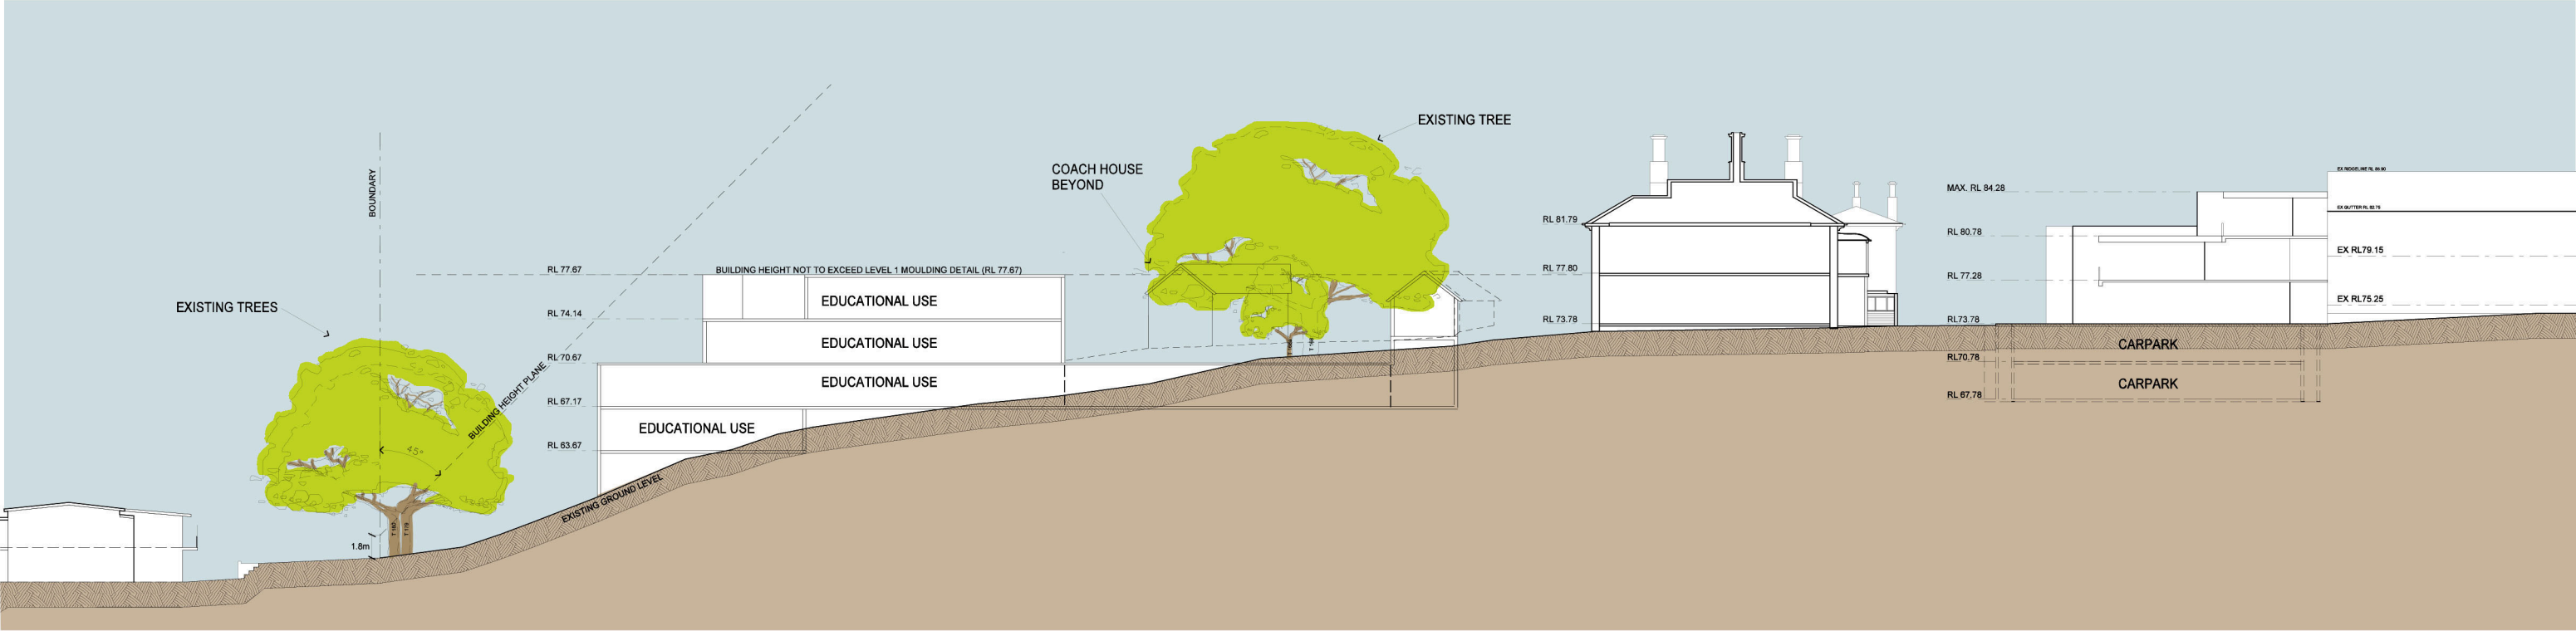 BOUNDARY
EXISTING TREES
BUILDING HEIGHT PLANE
45°
1.8m
EXISTING GROUND LEVEL
RL 77.67
RL 74.14
RL 70.67
RL 67.17
RL 63.67
BUILDING HEIGHT NOT TO EXCEED LEVEL 1 MOULDING DETAIL (RL 77.67)
EDUCATIONAL USE
EDUCATIONAL USE
EDUCATIONAL USE
EDUCATIONAL USE
COACH HOUSE
BEYOND
EXISTING TREE
RL 81.79
RL 77.80
RL 73.78
MAX. RL 84.28
RL 80.78
RL 77.28
RL73.78
RL70.78
RL 67.78
CARPARK
CARPARK
EX RL79.15
EX RL75.25